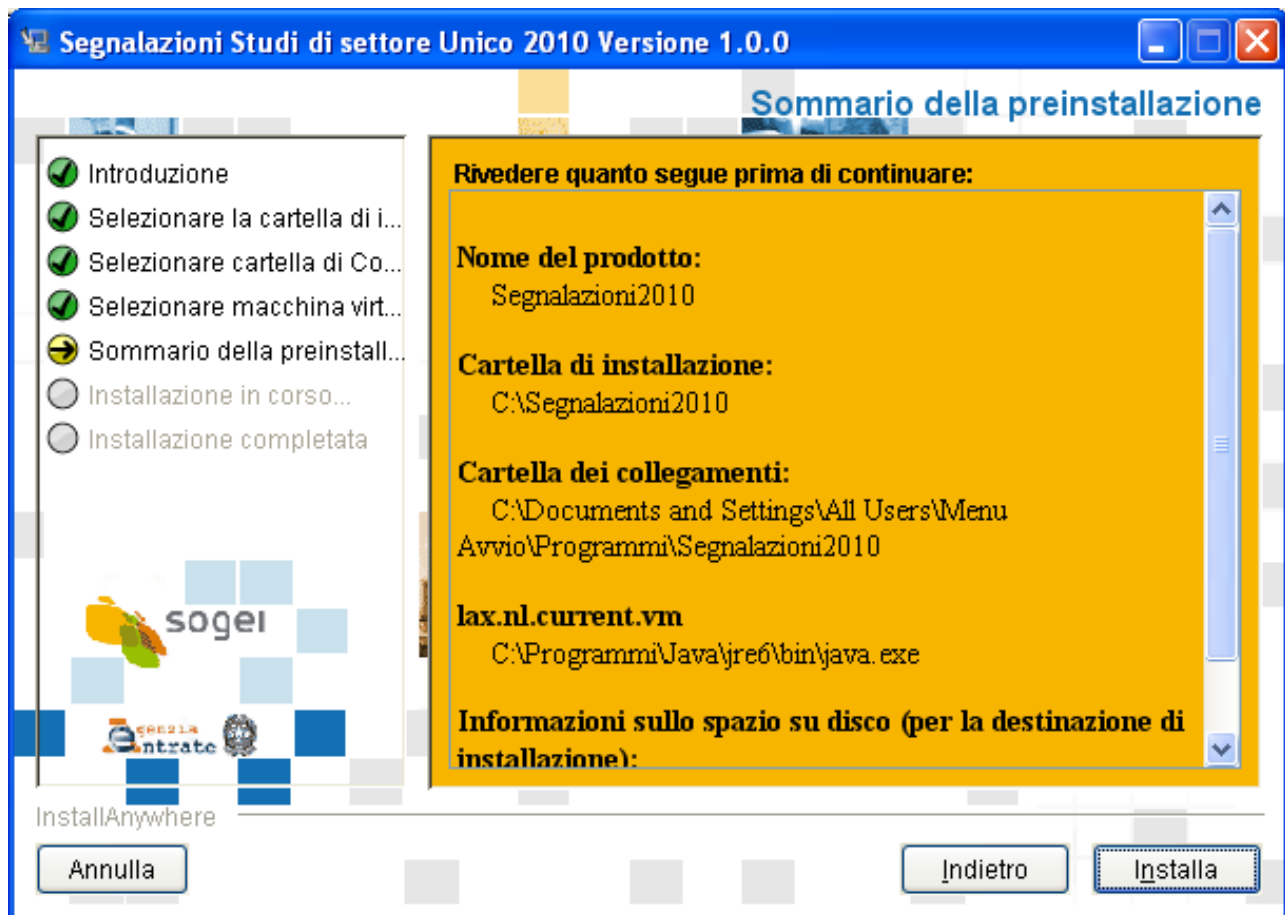 Segnalazioni Studi di settore Unico 2010 Versione 1.0.0
Sommario della preinstallazione
Introduzione
Selezionare la cartella di i...
Selezionare cartella di Co...
Selezionare macchina virt...
Sommario della preinstall...
Installazione in corso...
Installazione completata
sogei
genzia
ntrate
Rivedere quanto segue prima di continuare:
Nome del prodotto:
Segnalazioni2010
Cartella di installazione:
C:\Segnalazioni2010
Cartella dei collegamenti:
C:\Documents and Settings\All Users\Menu
Avvio\Programmi\Segnalazioni2010
lax.nl.current.vm
C:\Programmi\Java\jre6\bin\java.exe
Informazioni sullo spazio su disco (per la destinazione di
installazione):
InstallAnywhere
Annulla
Indietro
Installa